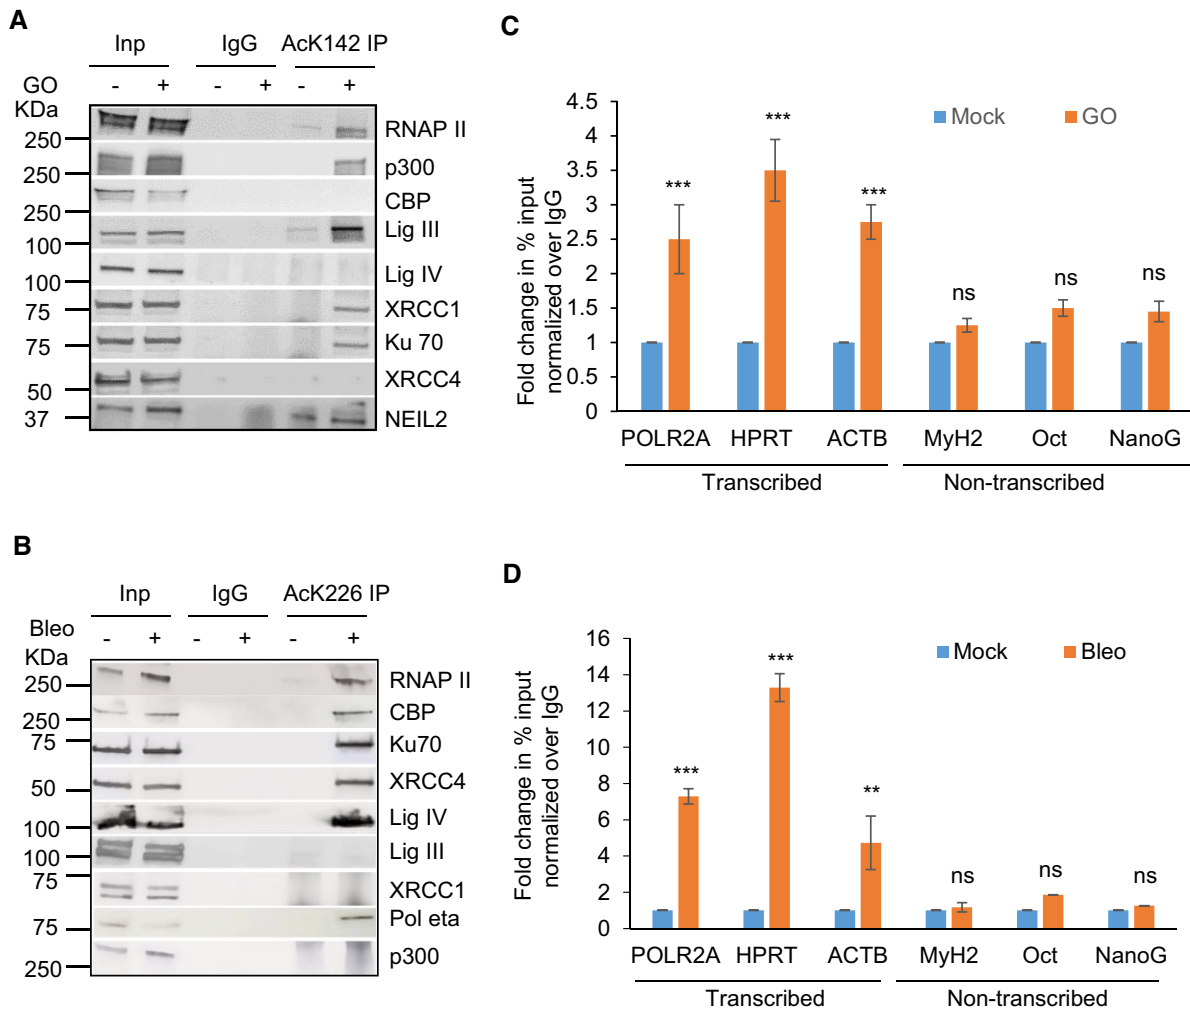 A
Inp IgG AcK142 IP
GO - + - + - +
KDa
250 RNAP II
250 p300
250 CBP
100 Lig III
100 Lig IV
75 XRCC1
75 Ku 70
50 XRCC4
37 NEIL2
B
Inp IgG AcK226 IP
Bleo - + - + - +
KDa
250 RNAP II
250 CBP
75 Ku70
50 XRCC4
100 Lig IV
100 Lig III
75 XRCC1
75 Pol eta
250 p300
C
Fold change in % input
normalized over IgG
4.5
4
3.5
3
2.5
2
1.5
1
0.5
0
Mock GO
*** *** *** ns ns ns
POLR2A HPRT ACTB MyH2 Oct NanoG
Transcribed Non-transcribed
D
Fold change in % input
normalized over IgG
16
14
12
10
8
6
4
2
0
Mock Bleo
*** *** ** ns ns ns
POLR2A HPRT ACTB MyH2 Oct NanoG
Transcribed Non-transcribed